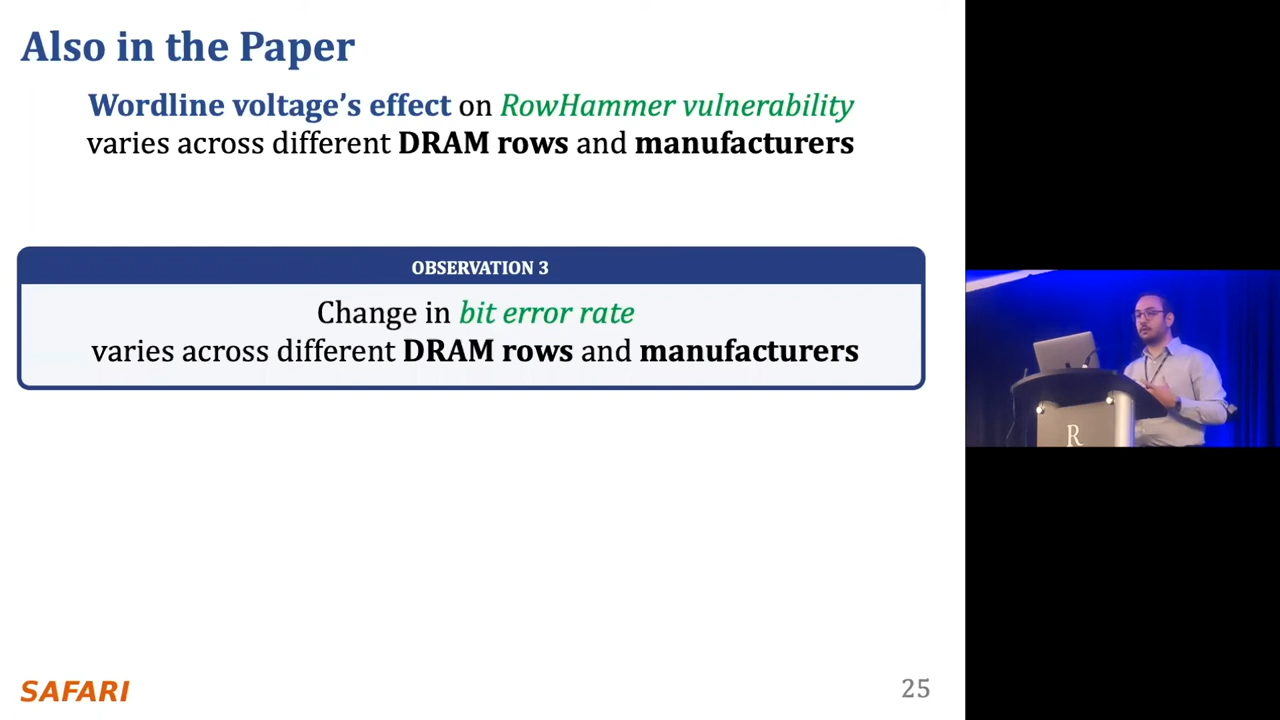 Also in the Paper
Wordline voltage’s effect on RowHammer vulnerability
varies across different DRAM rows and manufacturers
OBSERVATION 3
Change in bit error rate
varies across different DRAM rows and manufacturers
R
SAFARI
25